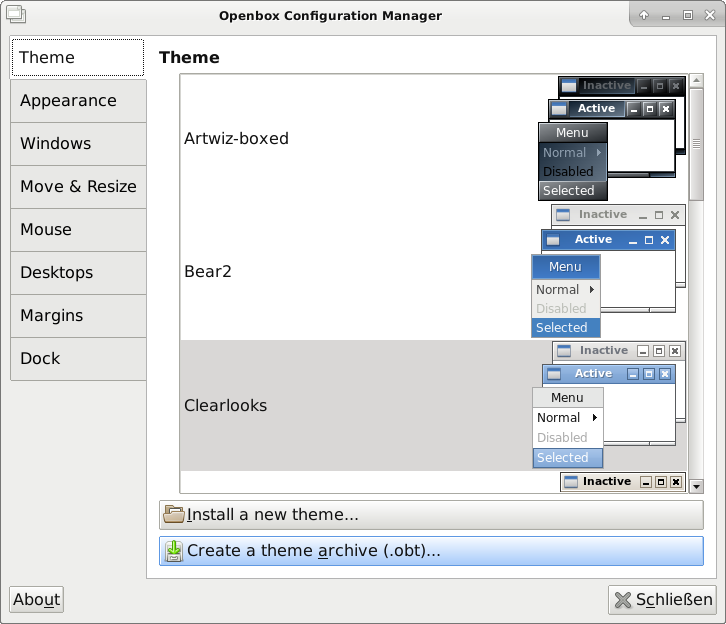 Openbox Configuration Manager
Theme
Appearance
Windows
Move & Resize
Mouse
Desktops
Margins
Dock
Theme
Artwiz-boxed
Inactive
Active
Menu
Normal
Disabled
Selected
Bear2
Inactive
Active
Menu
Normal
Disabled
Selected
Clearlooks
Inactive
Active
Menu
Normal
Disabled
Selected
Inactive
Install a new theme...
Create a theme archive (.obt)...
About
Schließen